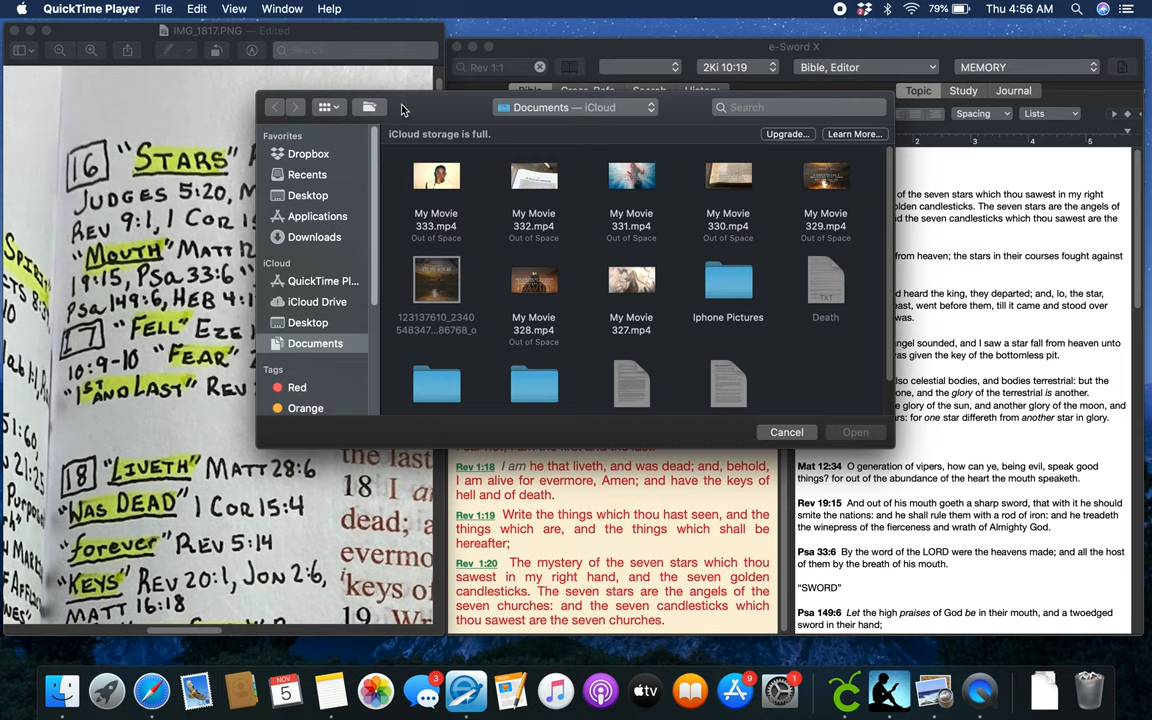 QuickTime Player File Edit View Window Help
79% Thu 4:56 AM
IMG_1817.PNG — Edited
Search
e-Sword X
Rev 1:1
2Ki 10:19
Bible, Editor
MEMORY
Topic Study Journal
Spacing Lists
2 3 4 5
Documents — iCloud
Search
iCloud storage is full.
Upgrade... Learn More...
Favorites
Dropbox
Recents
Desktop
Applications
Downloads
iCloud
QuickTime Pl...
iCloud Drive
Desktop
Documents
Tags
Red
Orange
My Movie 333.mp4
Out of Space
My Movie 332.mp4
Out of Space
My Movie 331.mp4
Out of Space
My Movie 330.mp4
Out of Space
My Movie 329.mp4
Out of Space
123137610_2340
548347...86768_o
My Movie 328.mp4
Out of Space
My Movie 327.mp4
Iphone Pictures
TXT
Death
Cancel Open
16 "STARS"
JUDGES 5:20, M
REV 9:1, 1 COR 1
"MOUTH" MATT 12
19:15, PSA 33:6
PSA 149:6, HEB 4:1
17 "FELL" EZE
10:9-10 "FEAR"
"1ST AND LAST" REV
18 "LIVETH" MATT 28:6
"WAS DEAD" 1 COR 15:4
"forever" REV 5:14
"KEYS" REV 20:1, JON 2:6,
MATT 16:18
the last
18 I a
dead; a
evermo
keys o
19 Wr
Rev 1:18 I am he that liveth, and was dead; and, behold,
I am alive for evermore, Amen; and have the keys of
hell and of death.
Rev 1:19 Write the things which thou hast seen, and the
things which are, and the things which shall be
hereafter;
Rev 1:20 The mystery of the seven stars which thou
sawest in my right hand, and the seven golden
candlesticks. The seven stars are the angels of
the seven churches: and the seven candlesticks which
thou sawest are the seven churches.
of the seven stars which thou sawest in my right
olden candlesticks. The seven stars are the angels of
d the seven candlesticks which thou sawest are the
from heaven; the stars in their courses fought against
d heard the king, they departed; and, lo, the star,
east, went before them, till it came and stood over
was.
ngel sounded, and I saw a star fall from heaven unto
as given the key of the bottomless pit.
lso celestial bodies, and bodies terrestrial: but the
one, and the glory of the terrestrial is another.
e glory of the sun, and another glory of the moon, and
rs: for one star differeth from another star in glory.
Mat 12:34 O generation of vipers, how can ye, being evil, speak good
things? for out of the abundance of the heart the mouth speaketh.
Rev 19:15 And out of his mouth goeth a sharp sword, that with it he should
smite the nations: and he shall rule them with a rod of iron: and he treadeth
the winepress of the fierceness and wrath of Almighty God.
Psa 33:6 By the word of the LORD were the heavens made; and all the host
of them by the breath of his mouth.
"SWORD"
Psa 149:6 Let the high praises of God be in their mouth, and a twoedged
sword in their hand;
NOV
5
3
tv
9
1